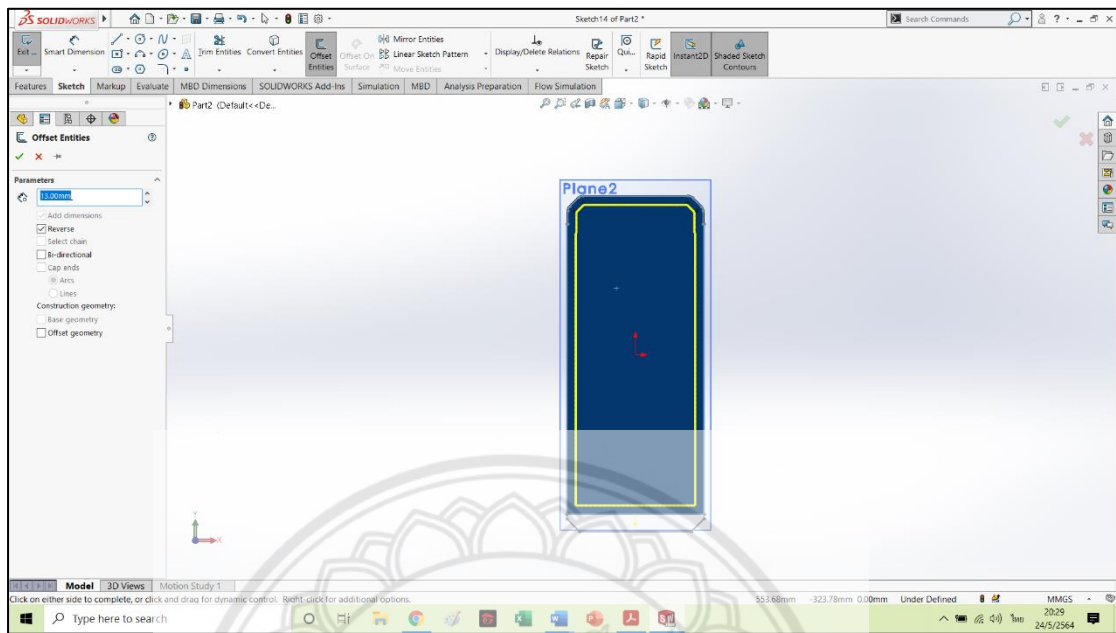 SOLIDWORKS
Sketch14 of Part2 *
Search Commands
Exit ...
Smart Dimension
Trim Entities
Convert Entities
Offset Entities
Offset On Surface
Mirror Entities
Linear Sketch Pattern
Move Entities
Display/Delete Relations
Repair Sketch
Qui...
Rapid Sketch
Instant2D
Shaded Sketch Contours
Features Sketch Markup Evaluate MBD Dimensions SOLIDWORKS Add-Ins Simulation MBD Analysis Preparation Flow Simulation
Part2 (Default<<De...
Offset Entities
Parameters
13.00mm
Add dimensions
Reverse
Select chain
Bi-directional
Cap ends
Arcs
Lines
Construction geometry:
Base geometry
Offset geometry
Plane2
Y
X
Model 3D Views Motion Study 1
Click on either side to complete, or click and drag for dynamic control. Right-click for additional options. 553.68mm -323.78mm 0.00mm Under Defined MMGS
Type here to search
ไทย
20:29
24/5/2564